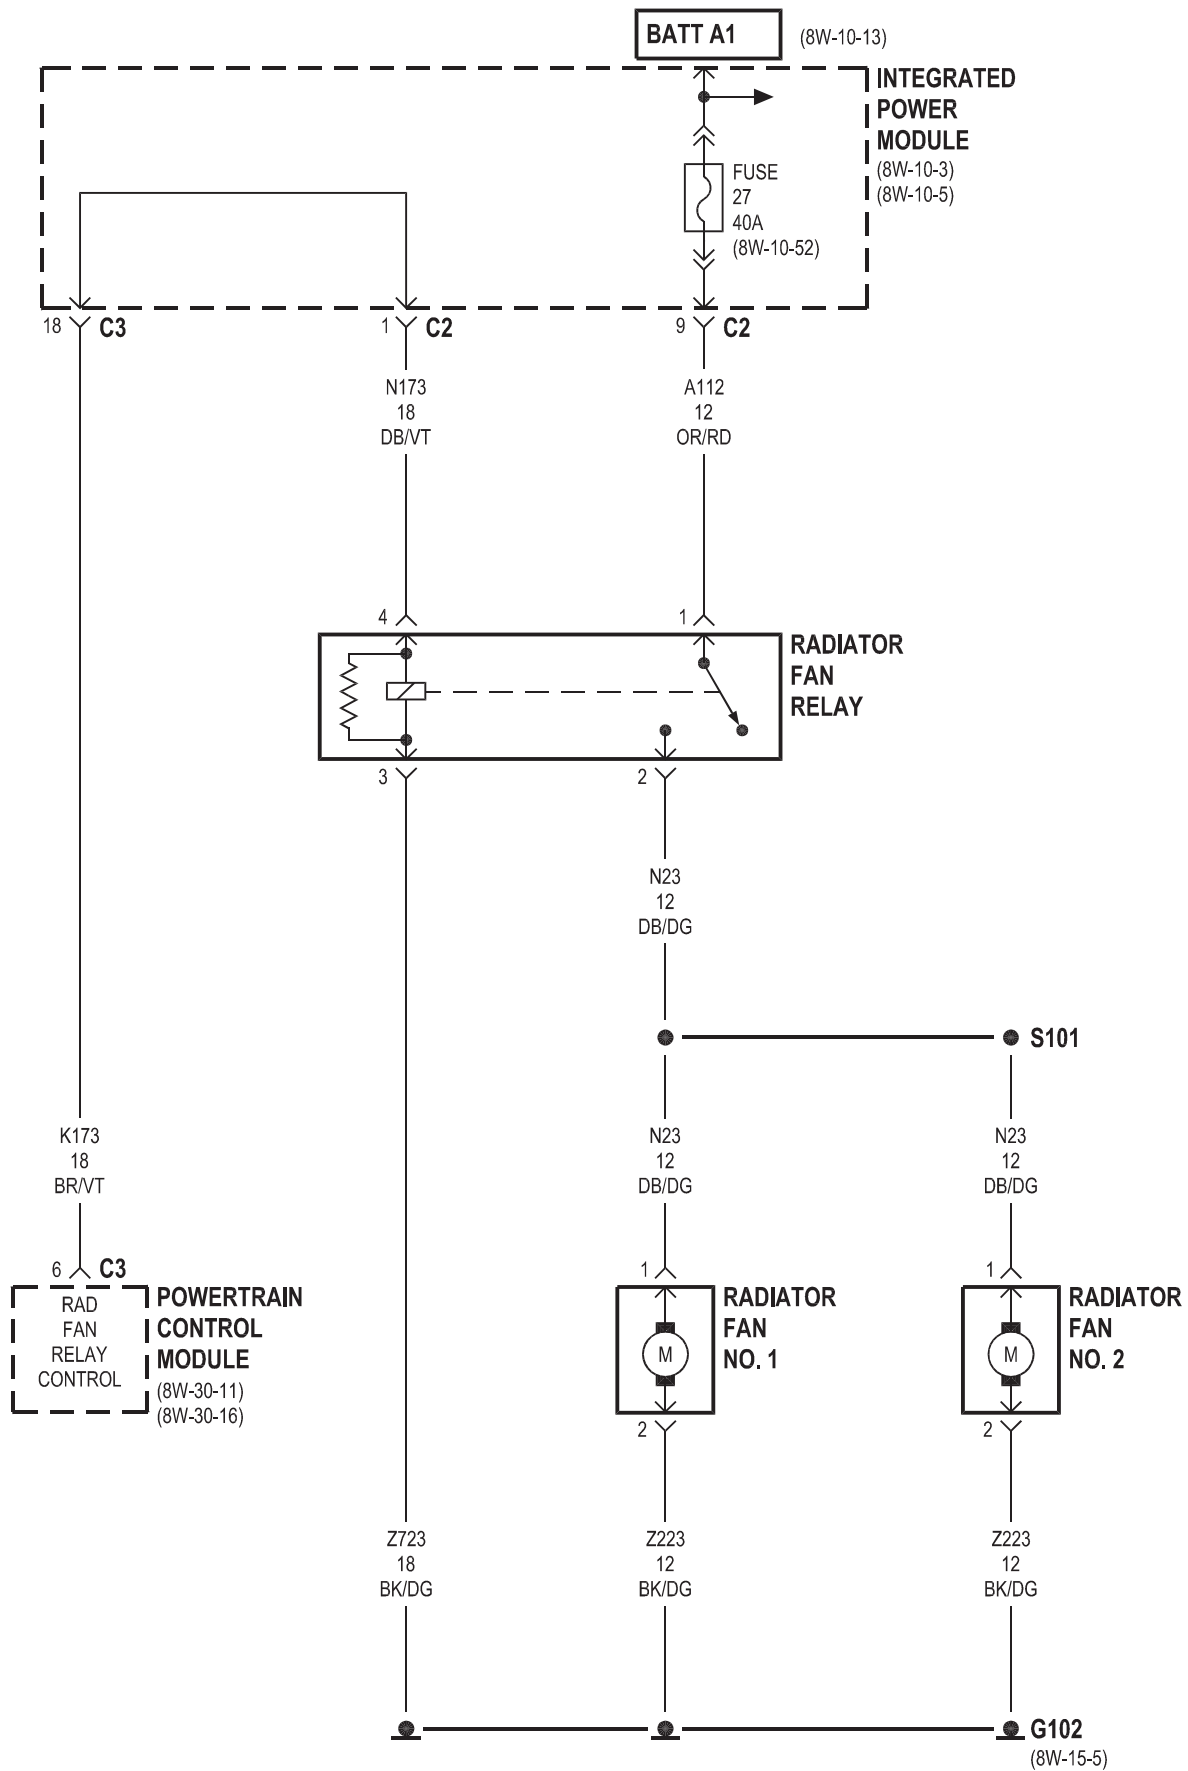 BATT A1
(8W-10-13)
INTEGRATED
POWER
MODULE
(8W-10-3)
(8W-10-5)
FUSE
27
40A
(8W-10-52)
18 C3
1 C2
9 C2
N173
18
DB/VT
A112
12
OR/RD
4
1
RADIATOR
FAN
RELAY
3
2
N23
12
DB/DG
S101
K173
18
BR/VT
N23
12
DB/DG
N23
12
DB/DG
6 C3
RAD
FAN
RELAY
CONTROL
POWERTRAIN
CONTROL
MODULE
(8W-30-11)
(8W-30-16)
1
M
RADIATOR
FAN
NO. 1
2
1
M
RADIATOR
FAN
NO. 2
2
Z723
18
BK/DG
Z223
12
BK/DG
Z223
12
BK/DG
G102
(8W-15-5)